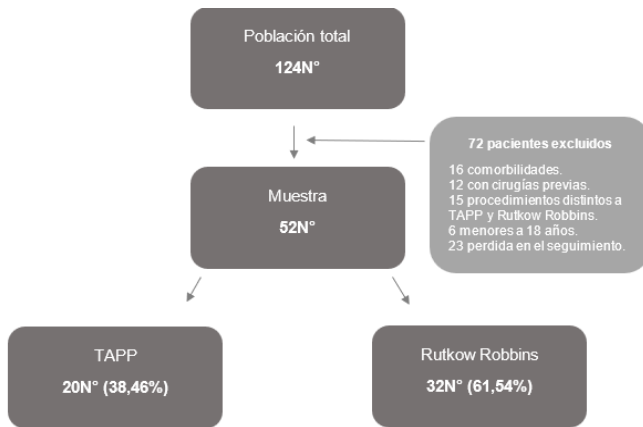 Población total
124N°
72 pacientes excluidos
16 comorbilidades.
12 con cirugías previas.
15 procedimientos distintos a
TAPP y Rutkow Robbins.
6 menores a 18 años.
23 perdida en el seguimiento.
Muestra
52N°
TAPP
20N° (38,46%)
Rutkow Robbins
32N° (61,54%)